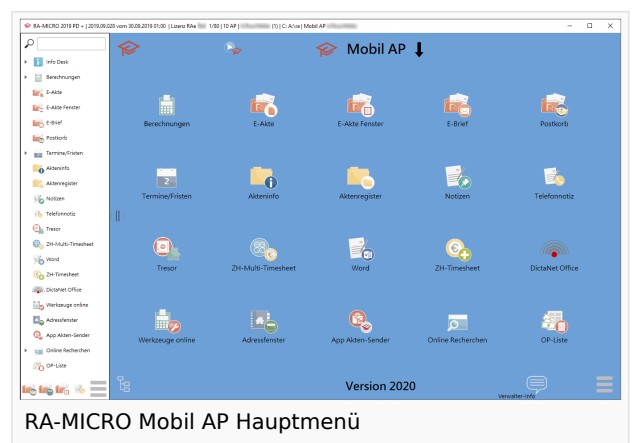 RA-MICRO 2019 PD + | 2019.09.028 vom 30.09.2019 01:00 | Lizenz RAe 1/80 | 10 AP | (1) | C: A:\ra | Mobil AP
Mobil AP
Info Desk
Berechnungen
E-Akte
E-Akte Fenster
E-Brief
Postkorb
Termine/Fristen
Akteninfo
Aktenregister
Notizen
Telefonnotiz
Tresor
ZH-Multi-Timesheet
Word
ZH-Timesheet
DictaNet Office
Werkzeuge online
Adressfenster
App Akten-Sender
Online Recherchen
OP-Liste
Berechnungen
E-Akte
E-Akte Fenster
E-Brief
Postkorb
2
Termine/Fristen
Akteninfo
Aktenregister
Notizen
Telefonnotiz
Tresor
ZH-Multi-Timesheet
Word
ZH-Timesheet
DictaNet Office
Werkzeuge online
Adressfenster
App Akten-Sender
Online Recherchen
OP-Liste
Version 2020
Verwalter-Info
RA-MICRO Mobil AP Hauptmenü